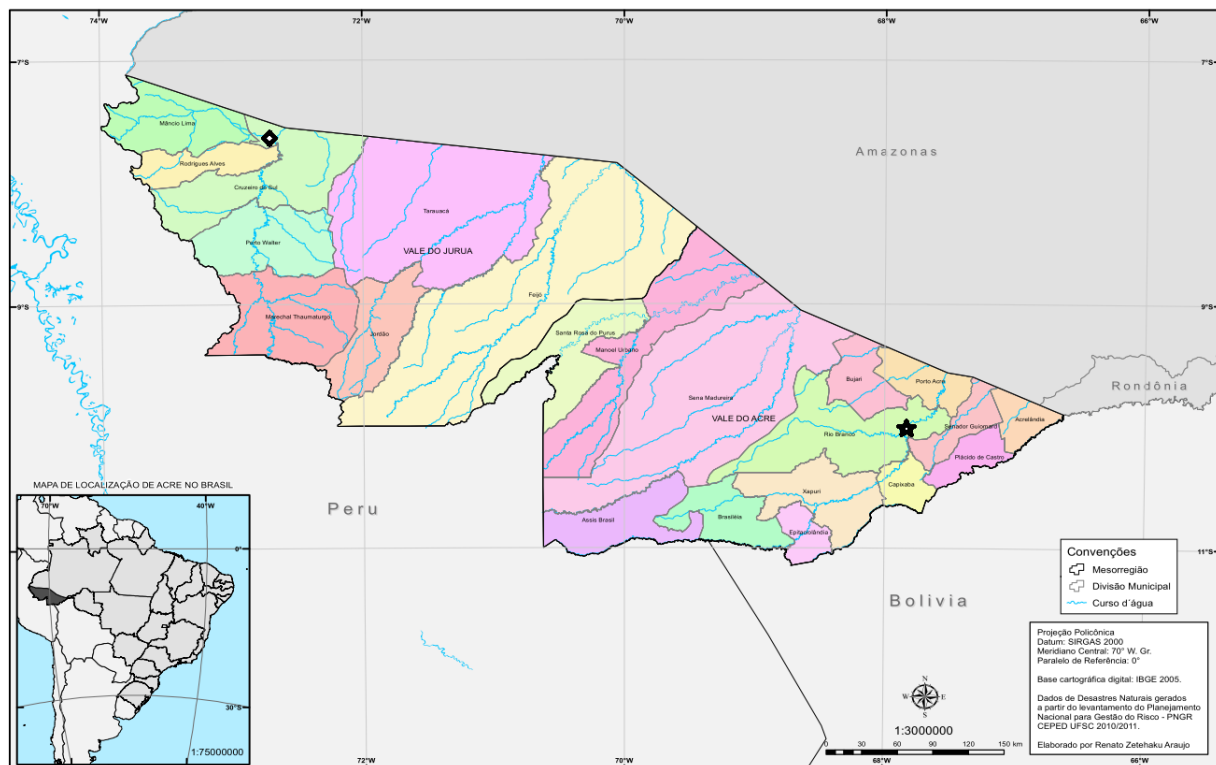 74°W
72°W
70°W
68°W
66°W
7°S
7°S
Mâncio Lima
Amazonas
Rodrigues Alves
Cruzeiro do Sul
Tarauacá
Porto Walter
VALE DO JURUA
Feijó
9°S
9°S
Marechal Thaumaturgo
Jordão
Santa Rosa do Purus
Manoel Urbano
Bujari
Porto Acre
Rondônia
Sena Madureira
VALE DO ACRE
Acrelândia
Senador Guiomard
Rio Branco
Plácido de Castro
Capixaba
Xapuri
Peru
Assis Brasil
Brasiléia
Epitaciolândia
11°S
Bolivia
MAPA DE LOCALIZAÇÃO DE ACRE NO BRASIL
70°W
40°W
0°
30°S
1:75000000
Convenções
Mesorregião
Divisão Municipal
Curso d´água
Projeção Policônica
Datum: SIRGAS 2000
Meridiano Central: 70° W. Gr.
Paralelo de Referência: 0°
Base cartográfica digital: IBGE 2005.
Dados de Desastres Naturais gerados
a partir do levantamento do Planejamento
Nacional para Gestão do Risco - PNGR
CEPED UFSC 2010/2011.
Elaborado por Renato Zetehaku Araujo
N
W E
S
1:3000000
0 30 60 90 120 150 km
72°W
70°W
68°W
66°W